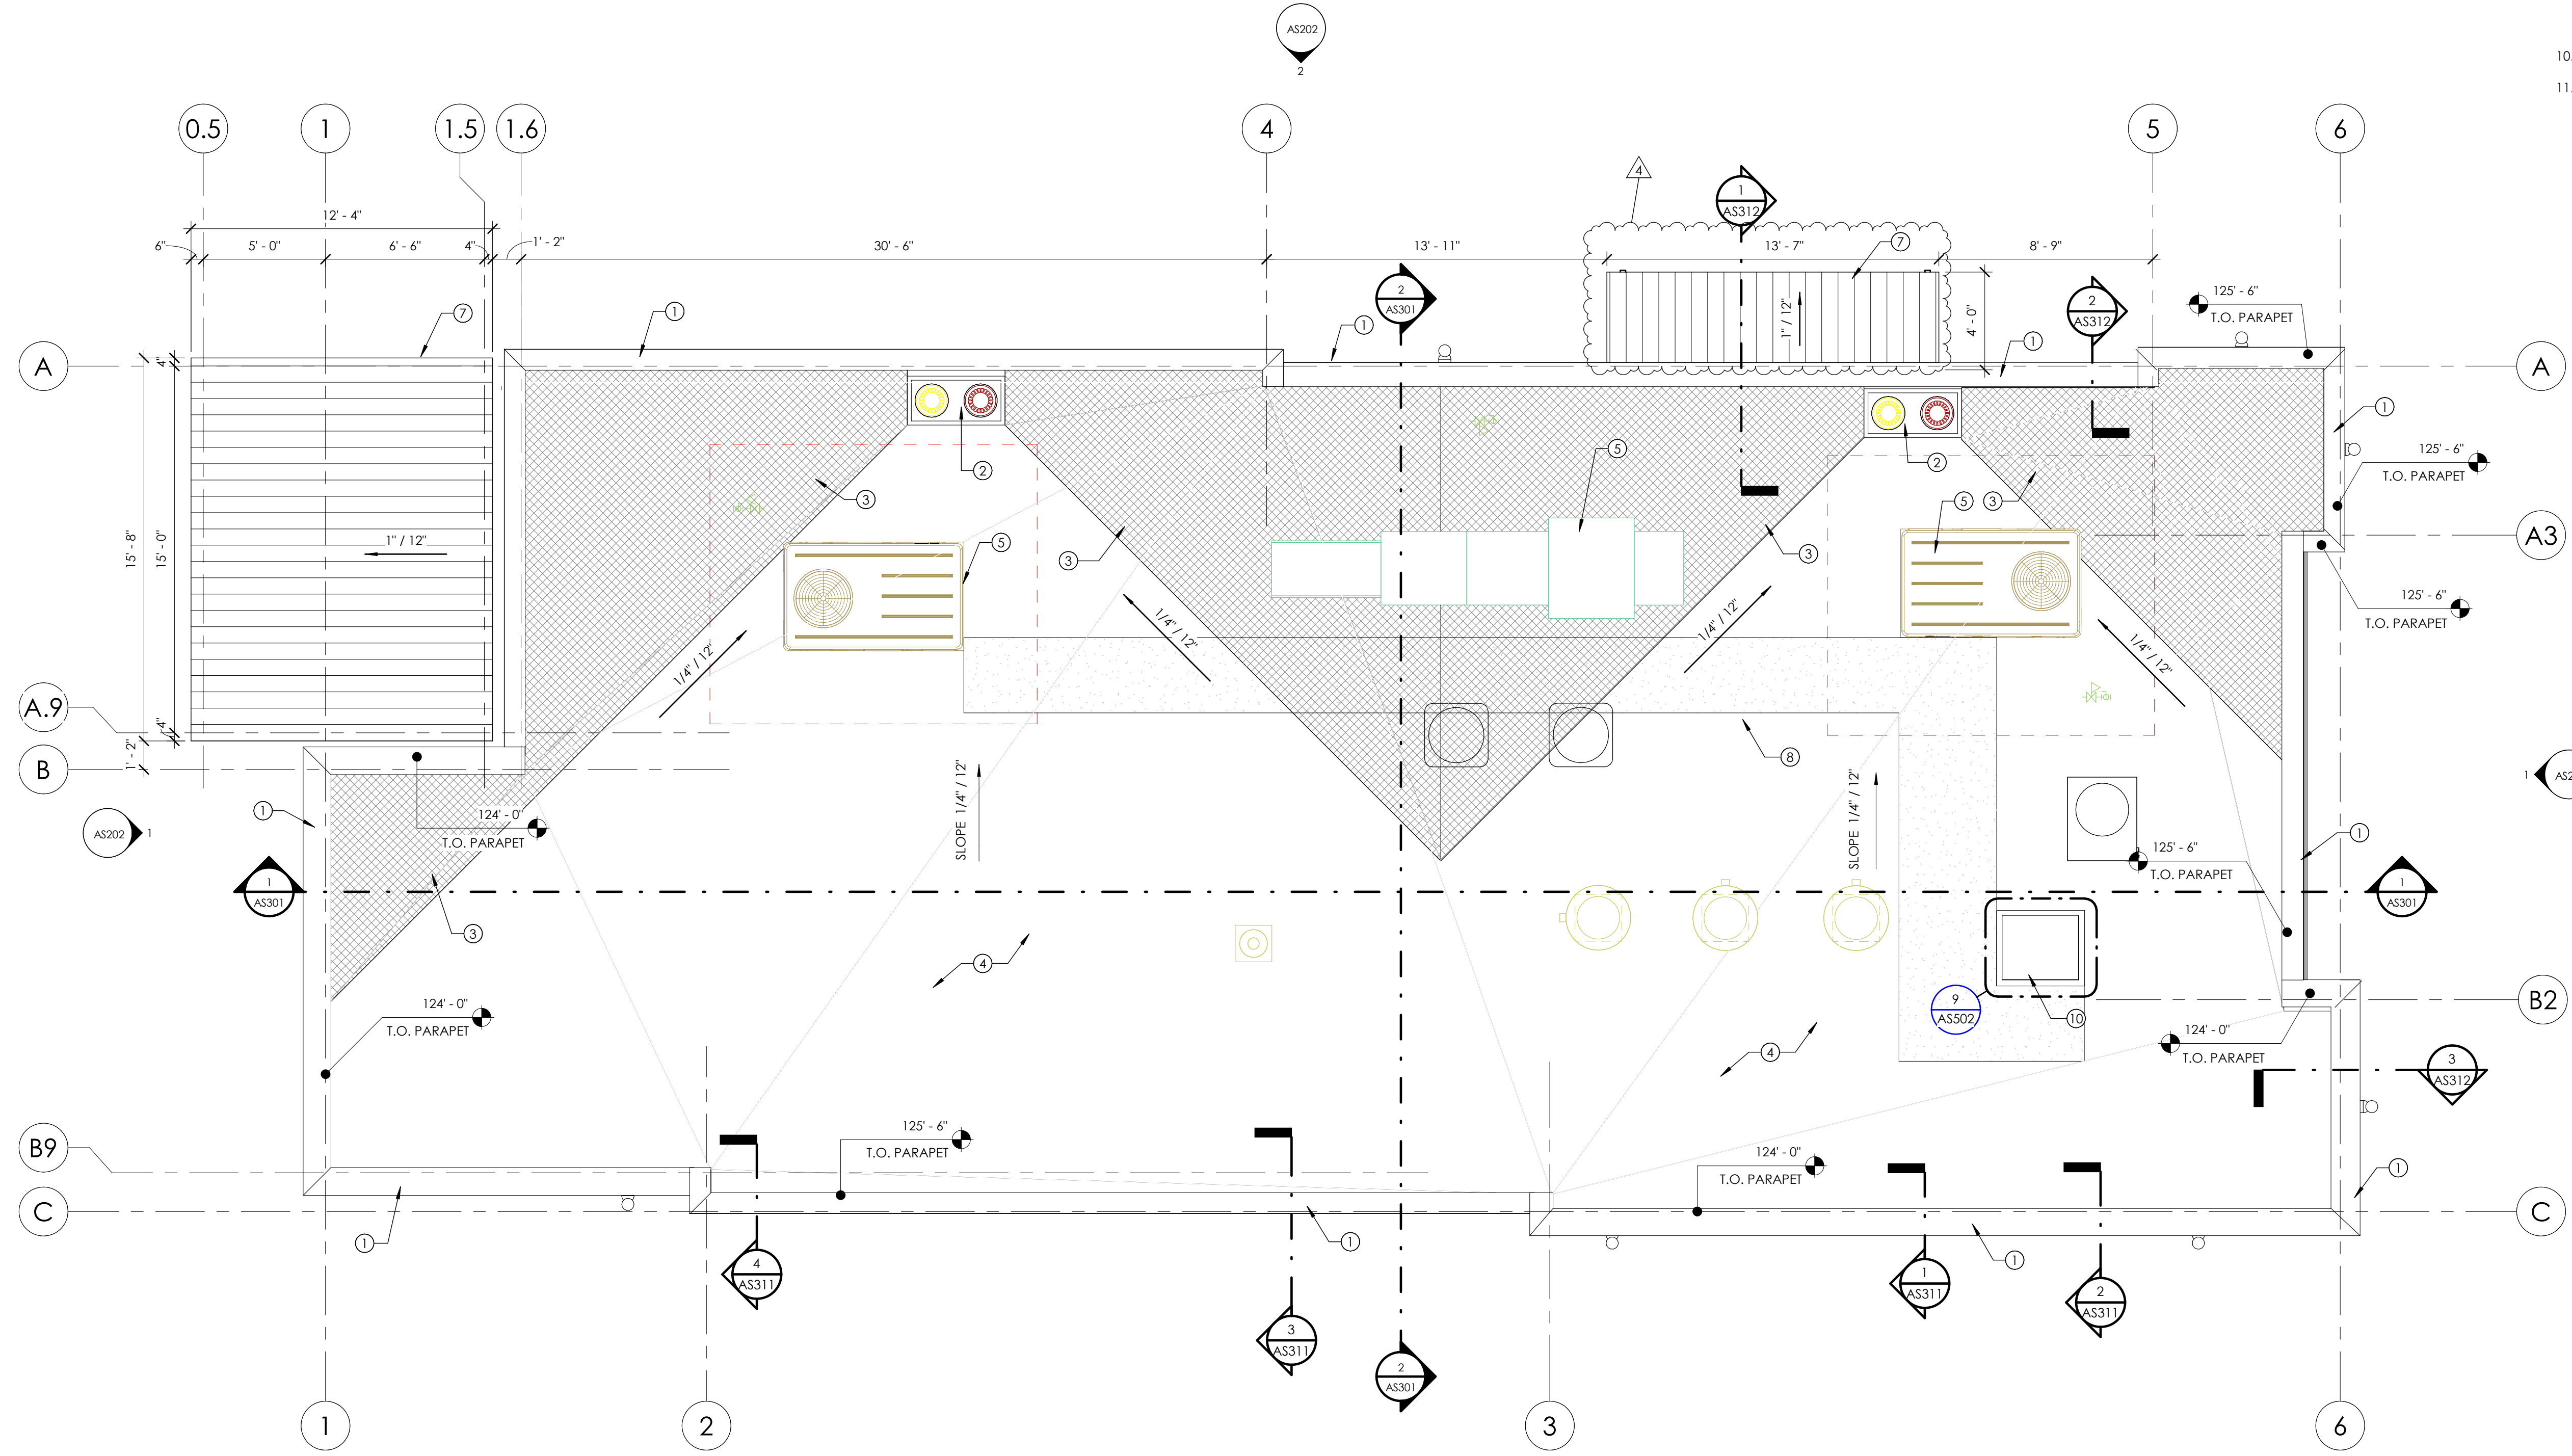 AS202
2
10.
11.
0.5
1
1.5
1.6
4
5
6
4
1
AS312
12' - 4"
6"
5' - 0"
6' - 6"
4"
1' - 2"
30' - 6"
13' - 11"
13' - 7"
8' - 9"
7
2
AS301
1" / 12"
4' - 0"
2
AS312
125' - 6"
T.O. PARAPET
7
1
1
1
A
A
4"
1
2
2
3
5
5
3
125' - 6"
T.O. PARAPET
15' - 8"
15' - 0"
1" / 12"
5
3
3
A3
1/4" / 12"
1/4" / 12"
1/4" / 12"
1/4" / 12"
125' - 6"
T.O. PARAPET
A.9
4"
B
1' - 2"
8
SLOPE 1/4" / 12"
SLOPE 1/4" / 12"
1
124' - 0"
T.O. PARAPET
AS202
1
1
1
125' - 6"
T.O. PARAPET
1
AS301
1
AS301
3
4
9
AS502
10
B2
124' - 0"
T.O. PARAPET
124' - 0"
T.O. PARAPET
4
3
AS312
B9
125' - 6"
T.O. PARAPET
124' - 0"
T.O. PARAPET
1
C
C
1
1
1
4
AS311
1
AS311
2
AS311
3
AS311
2
AS301
1
2
3
6